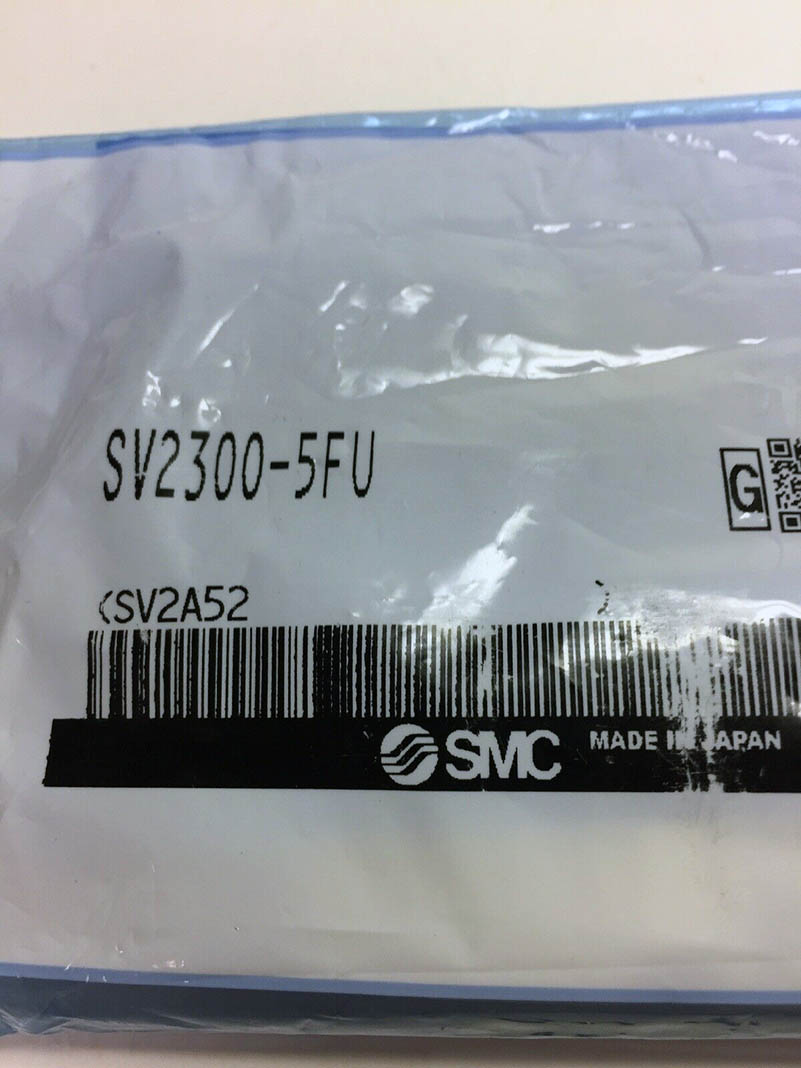 SV2300-5FU
G
<SV2A52 >
SMC MADE IN JAPAN